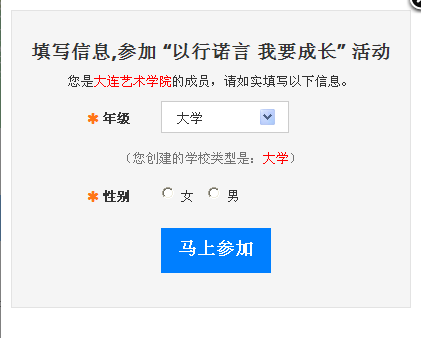 填写信息,参加 “以行诺言 我要成长” 活动
您是大连艺术学院的成员，请如实填写以下信息。
✱ 年级 大学
（您创建的学校类型是：大学）
✱ 性别 女 男
马上参加